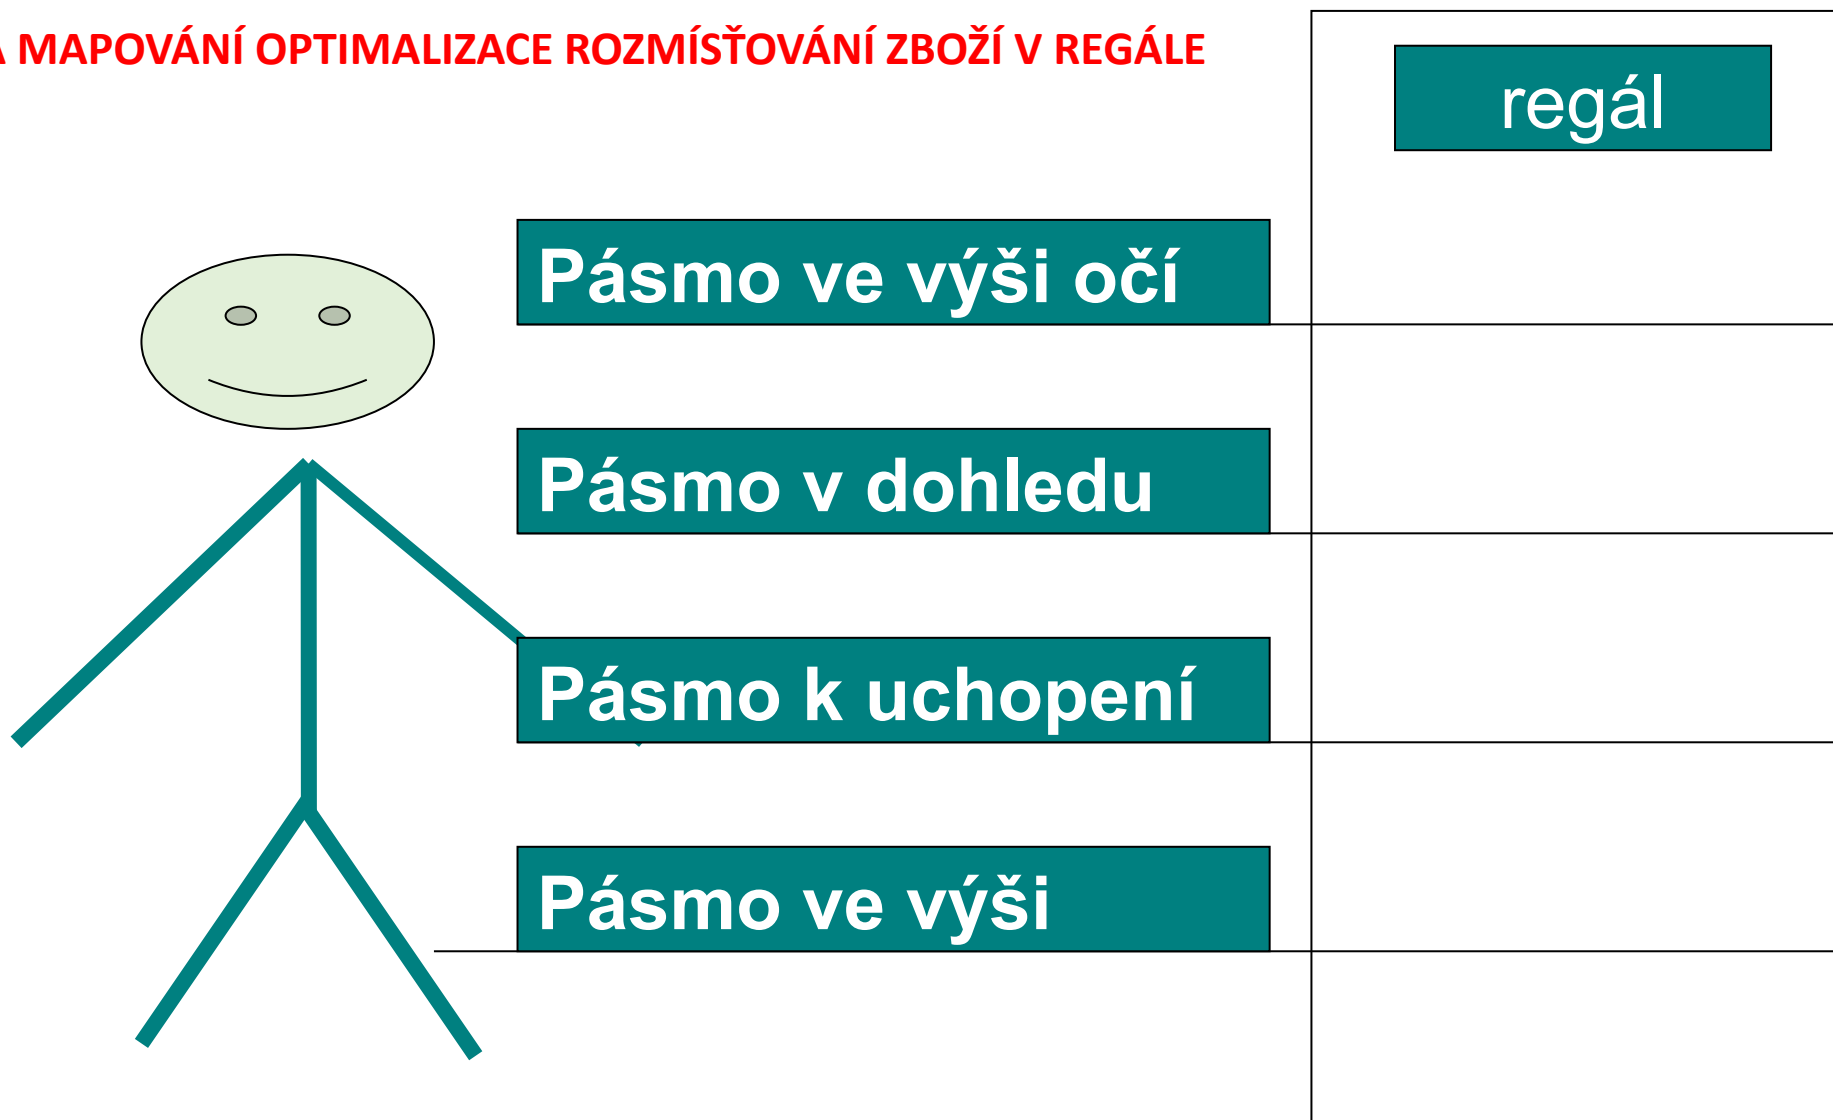 A MAPOVÁNÍ OPTIMALIZACE ROZMÍSŤOVÁNÍ ZBOŽÍ V REGÁLE
regál
Pásmo ve výši očí
Pásmo v dohledu
Pásmo k uchopení
Pásmo ve výši